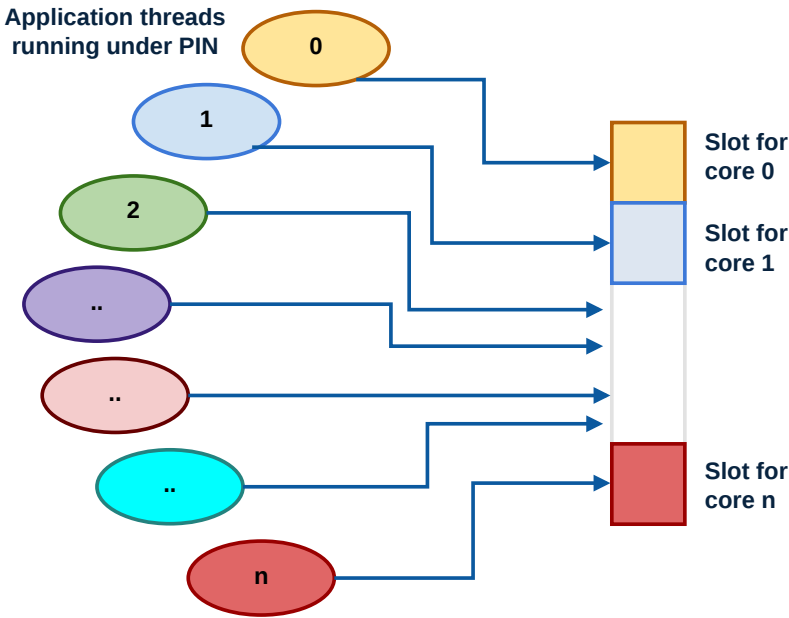 Application threads
running under PIN
0
1
2
..
..
..
n
Slot for
core 0
Slot for
core 1
Slot for
core n